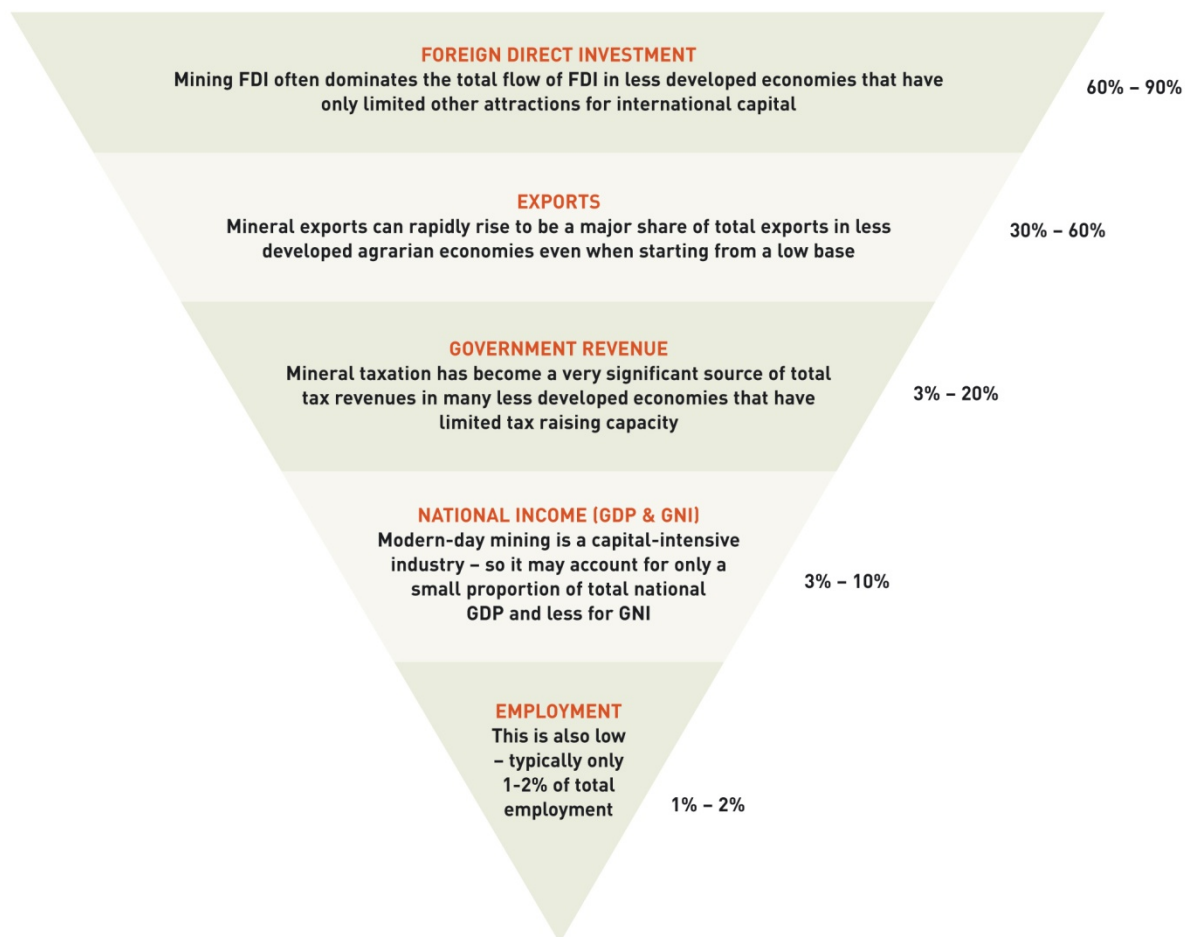 FOREIGN DIRECT INVESTMENT
Mining FDI often dominates the total flow of FDI in less developed economies that have
only limited other attractions for international capital
60% – 90%
EXPORTS
Mineral exports can rapidly rise to be a major share of total exports in less
developed agrarian economies even when starting from a low base
30% – 60%
GOVERNMENT REVENUE
Mineral taxation has become a very significant source of total
tax revenues in many less developed economies that have
limited tax raising capacity
3% – 20%
NATIONAL INCOME (GDP & GNI)
Modern-day mining is a capital-intensive
industry – so it may account for only a
small proportion of total national
GDP and less for GNI
3% – 10%
EMPLOYMENT
This is also low
– typically only
1-2% of total
employment
1% – 2%